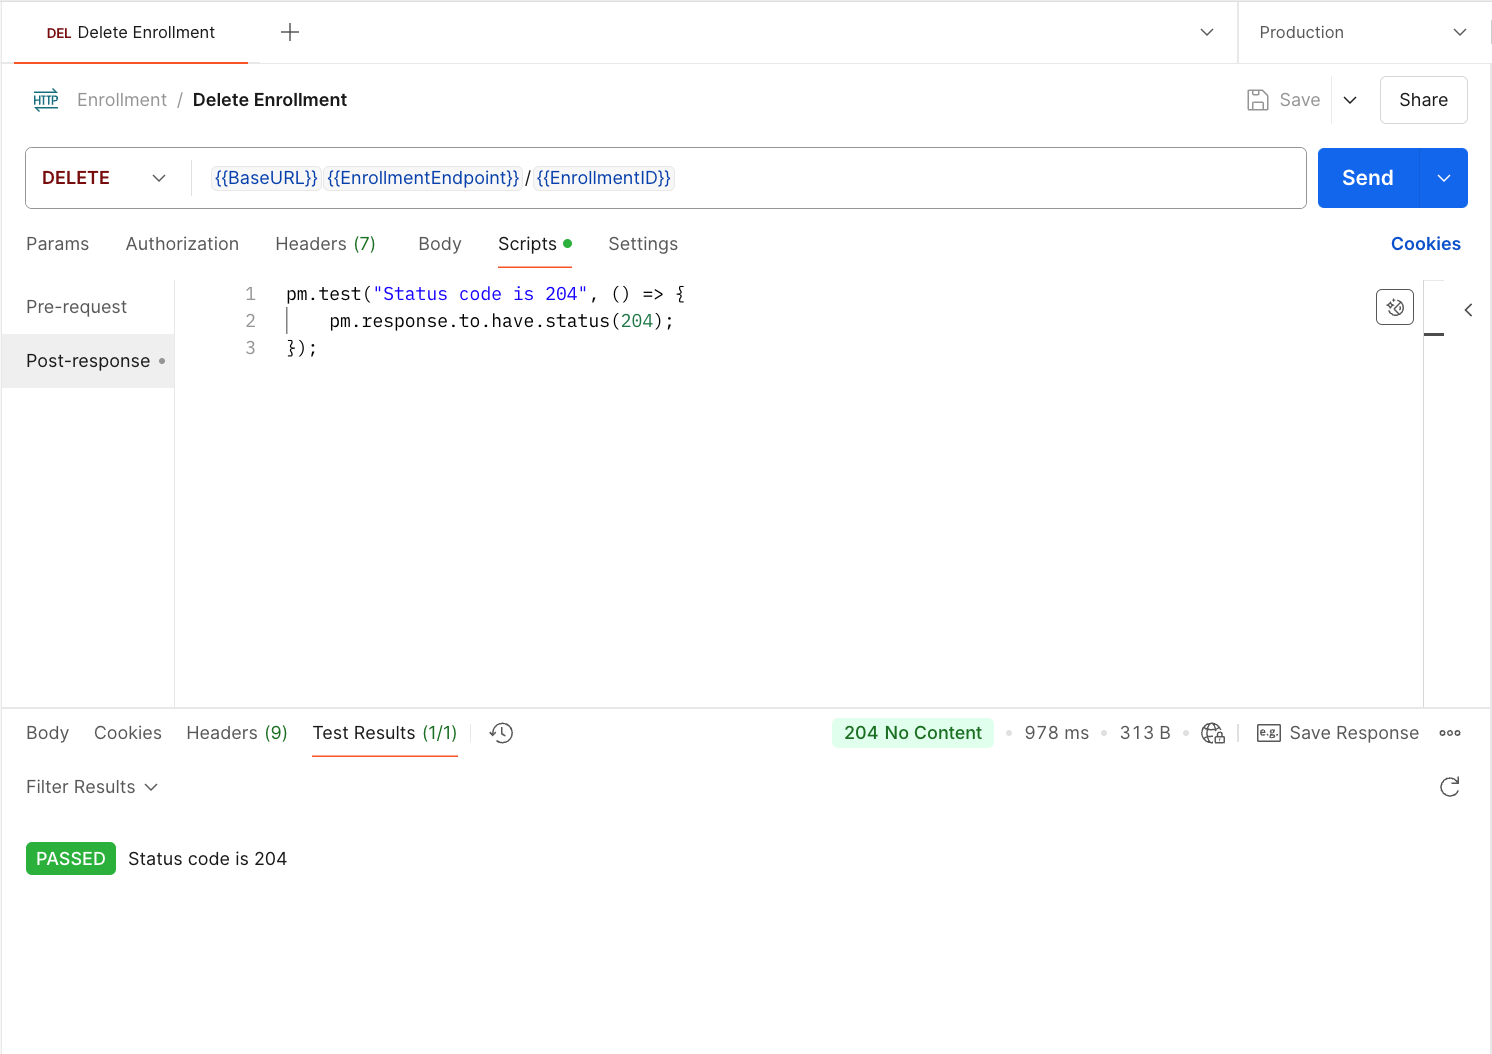 DEL Delete Enrollment
Production
HTTP Enrollment / Delete Enrollment
Save
Share
DELETE
{{BaseURL}} {{EnrollmentEndpoint}} / {{EnrollmentID}}
Send
Params Authorization Headers (7) Body Scripts Settings
Cookies
Pre-request
Post-response
1 pm.test("Status code is 204", () => {
2 pm.response.to.have.status(204);
3 });
Body Cookies Headers (9) Test Results (1/1)
204 No Content • 978 ms • 313 B • e.g. Save Response
Filter Results
PASSED Status code is 204